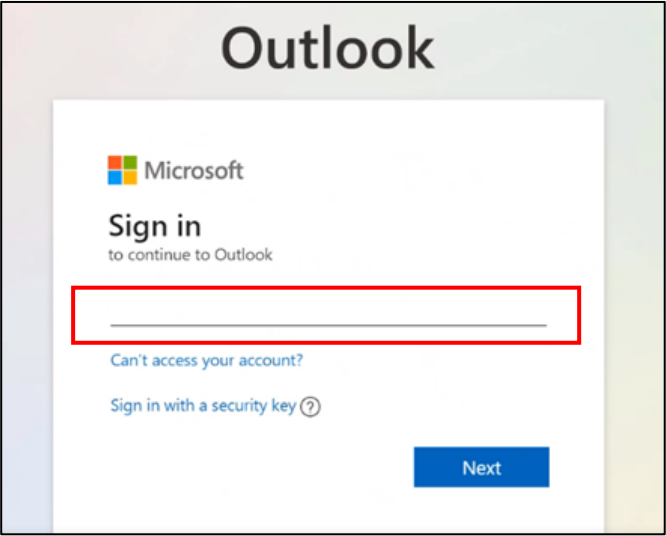 Outlook
Microsoft
Sign in
to continue to Outlook
Can't access your account?
Sign in with a security key ?
Next